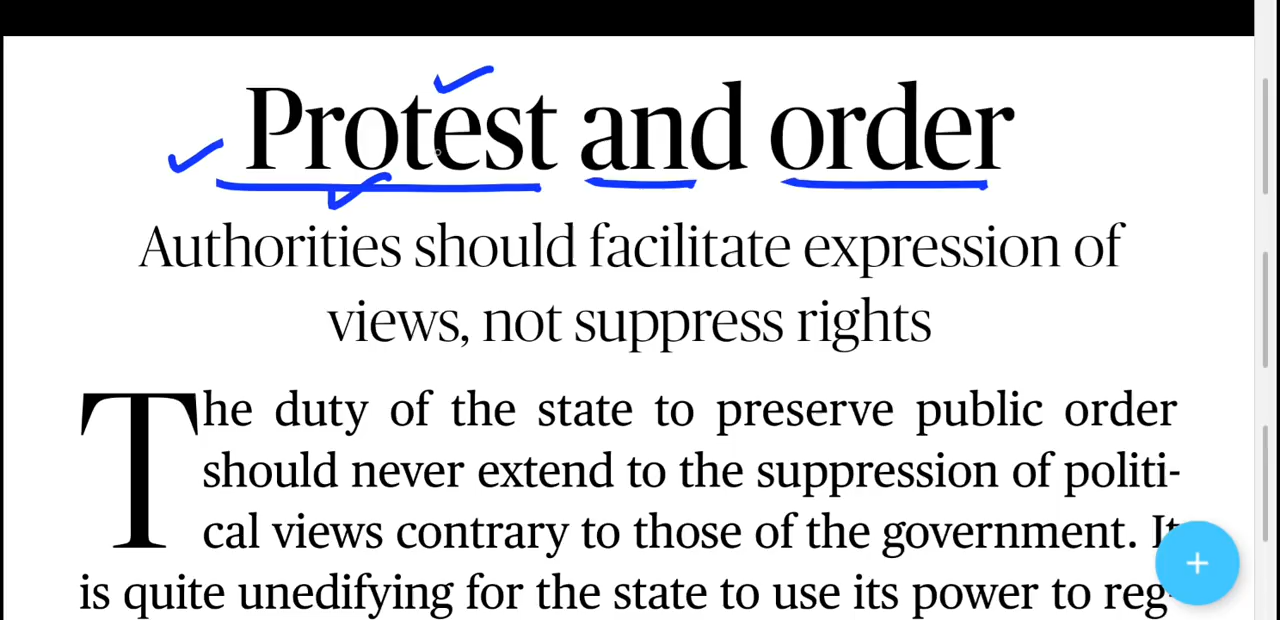 Protest and order
Authorities should facilitate expression of
views, not suppress rights
The duty of the state to preserve public order
should never extend to the suppression of politi-
cal views contrary to those of the government. It
is quite unedifying for the state to use its power to reg-